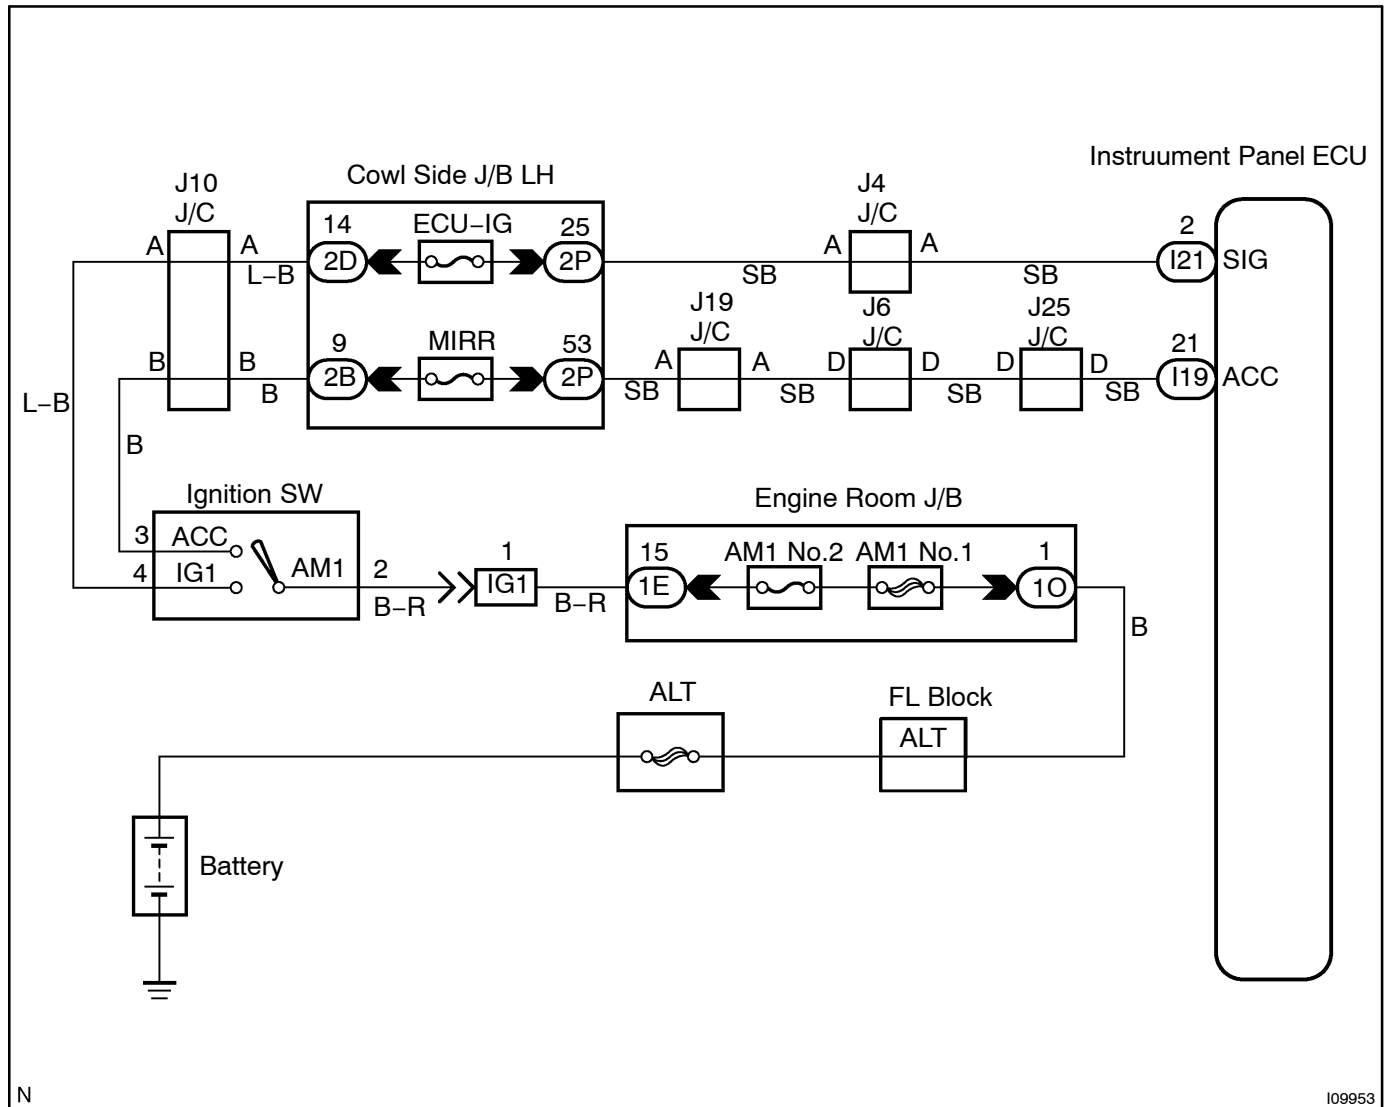 Instruument Panel ECU
J10
J/C
Cowl Side J/B LH
J4
J/C
A
A
L−B
14
2D
ECU−IG
25
2P
SB
A
A
SB
2
I21
SIG
J19
J/C
J6
J/C
J25
J/C
B
B
B
9
2B
MIRR
53
2P
SB
A
A
SB
D
D
SB
D
D
SB
21
I19
ACC
L−B
B
Ignition SW
3
ACC
4
IG1
AM1
2
B−R
1
IG1
B−R
Engine Room J/B
15
1E
AM1 No.2
AM1 No.1
1
1O
B
ALT
FL Block
ALT
Battery
N
I09953